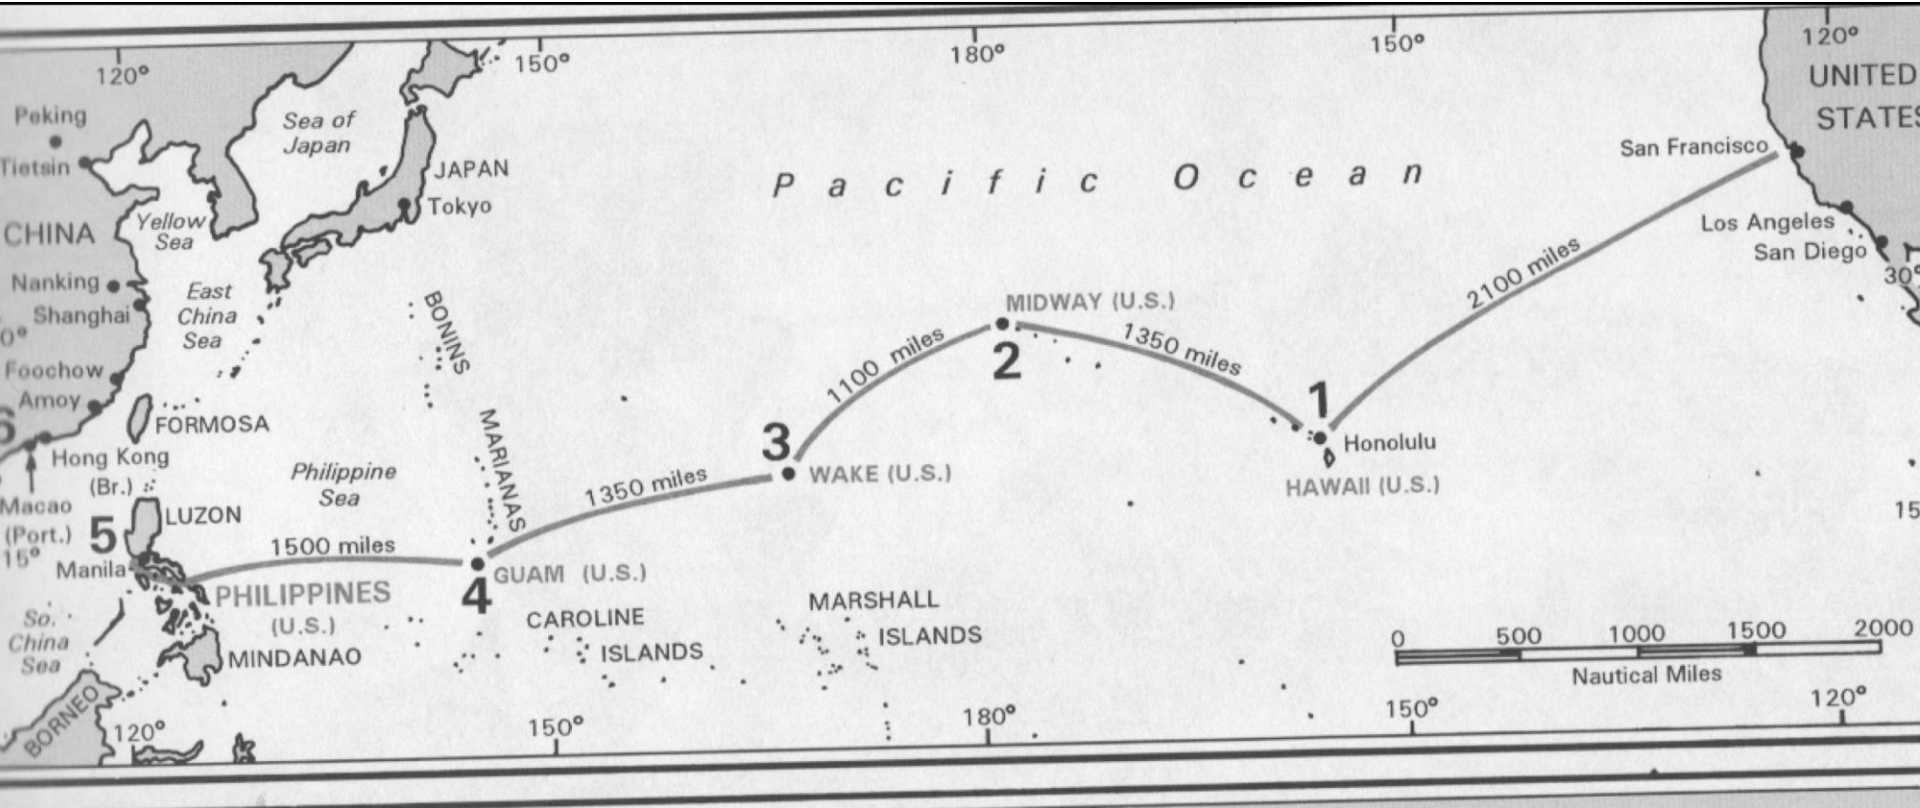 120°
150°
180°
150°
120°
UNITED
STATES
Peking
Tietsin
Sea of
Japan
JAPAN
Tokyo
Pacific Ocean
San Francisco
Los Angeles
San Diego
30°
CHINA
Yellow
Sea
Nanking
Shanghai
East
China
Sea
0°
Foochow
Amoy
6
FORMOSA
Hong Kong
(Br.)
Macao
(Port.)
15°
BONINS
MARIANAS
Philippine
Sea
MIDWAY (U.S.)
2
1100 miles
1350 miles
2100 miles
1
Honolulu
HAWAII (U.S.)
3
WAKE (U.S.)
1350 miles
15
5
LUZON
Manila
1500 miles
4
GUAM (U.S.)
PHILIPPINES
(U.S.)
MINDANAO
So.
China
Sea
BORNEO
CAROLINE
ISLANDS
MARSHALL
ISLANDS
0 500 1000 1500 2000
Nautical Miles
120°
150°
180°
150°
120°